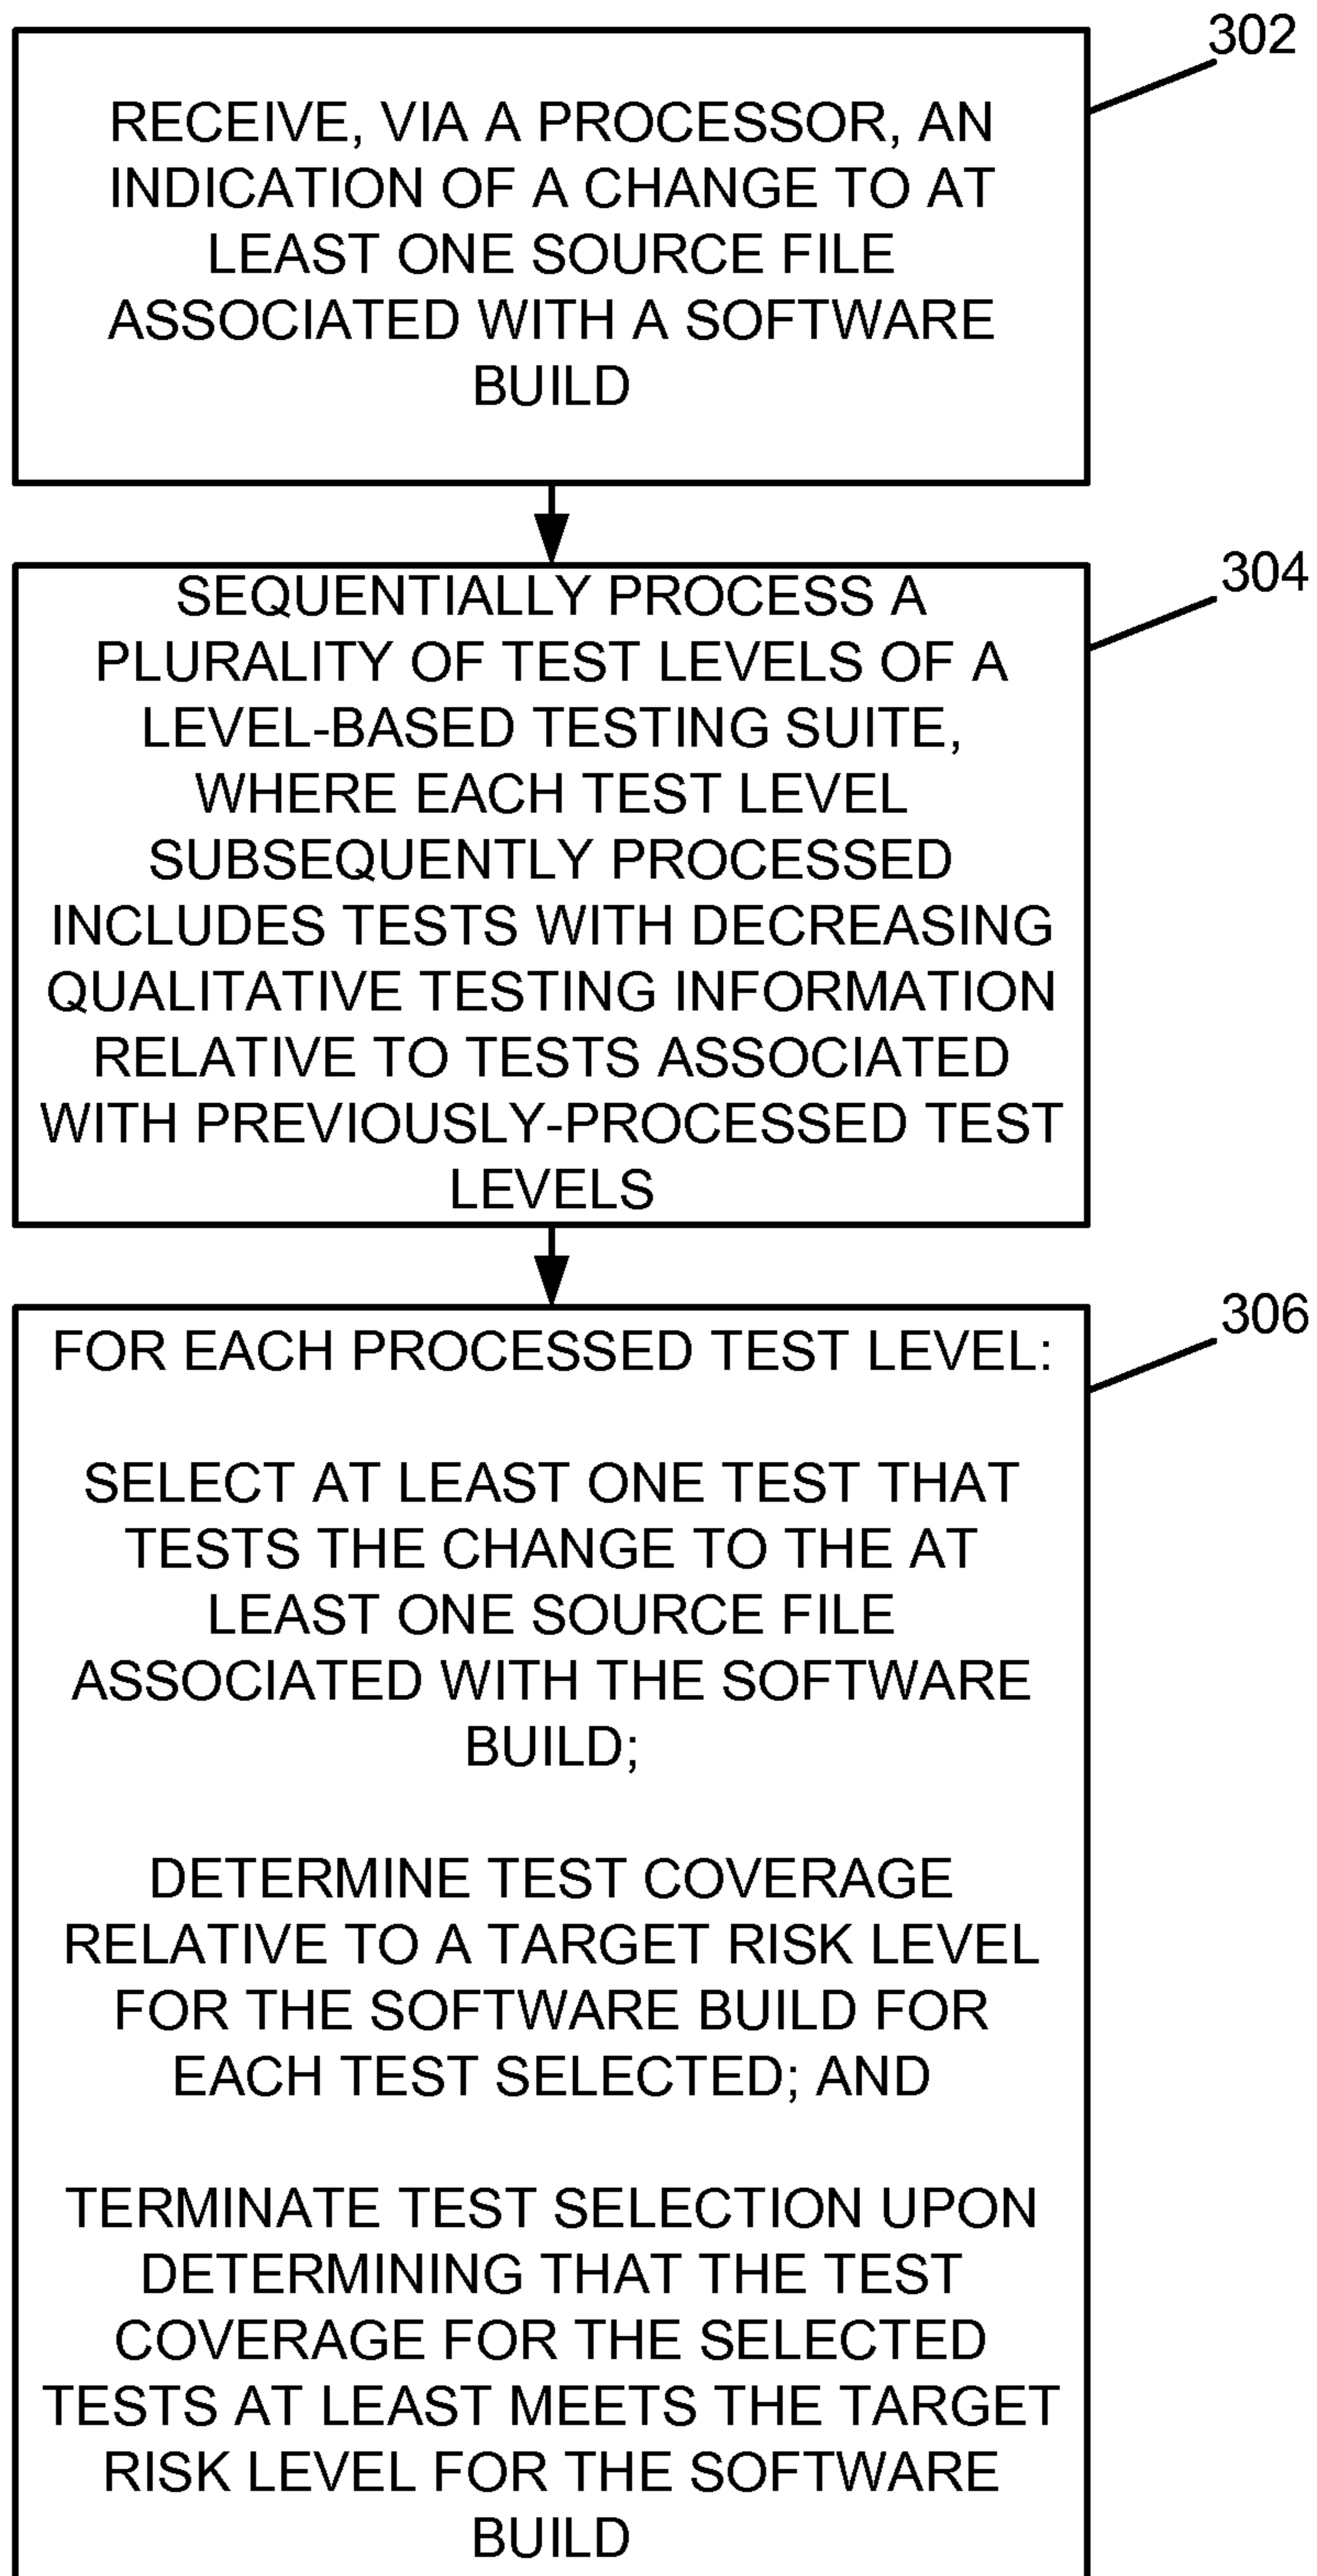 302
RECEIVE, VIA A PROCESSOR, AN
INDICATION OF A CHANGE TO AT
LEAST ONE SOURCE FILE
ASSOCIATED WITH A SOFTWARE
BUILD
304
SEQUENTIALLY PROCESS A
PLURALITY OF TEST LEVELS OF A
LEVEL-BASED TESTING SUITE,
WHERE EACH TEST LEVEL
SUBSEQUENTLY PROCESSED
INCLUDES TESTS WITH DECREASING
QUALITATIVE TESTING INFORMATION
RELATIVE TO TESTS ASSOCIATED
WITH PREVIOUSLY-PROCESSED TEST
LEVELS
306
FOR EACH PROCESSED TEST LEVEL:
SELECT AT LEAST ONE TEST THAT
TESTS THE CHANGE TO THE AT
LEAST ONE SOURCE FILE
ASSOCIATED WITH THE SOFTWARE
BUILD;
DETERMINE TEST COVERAGE
RELATIVE TO A TARGET RISK LEVEL
FOR THE SOFTWARE BUILD FOR
EACH TEST SELECTED; AND
TERMINATE TEST SELECTION UPON
DETERMINING THAT THE TEST
COVERAGE FOR THE SELECTED
TESTS AT LEAST MEETS THE TARGET
RISK LEVEL FOR THE SOFTWARE
BUILD